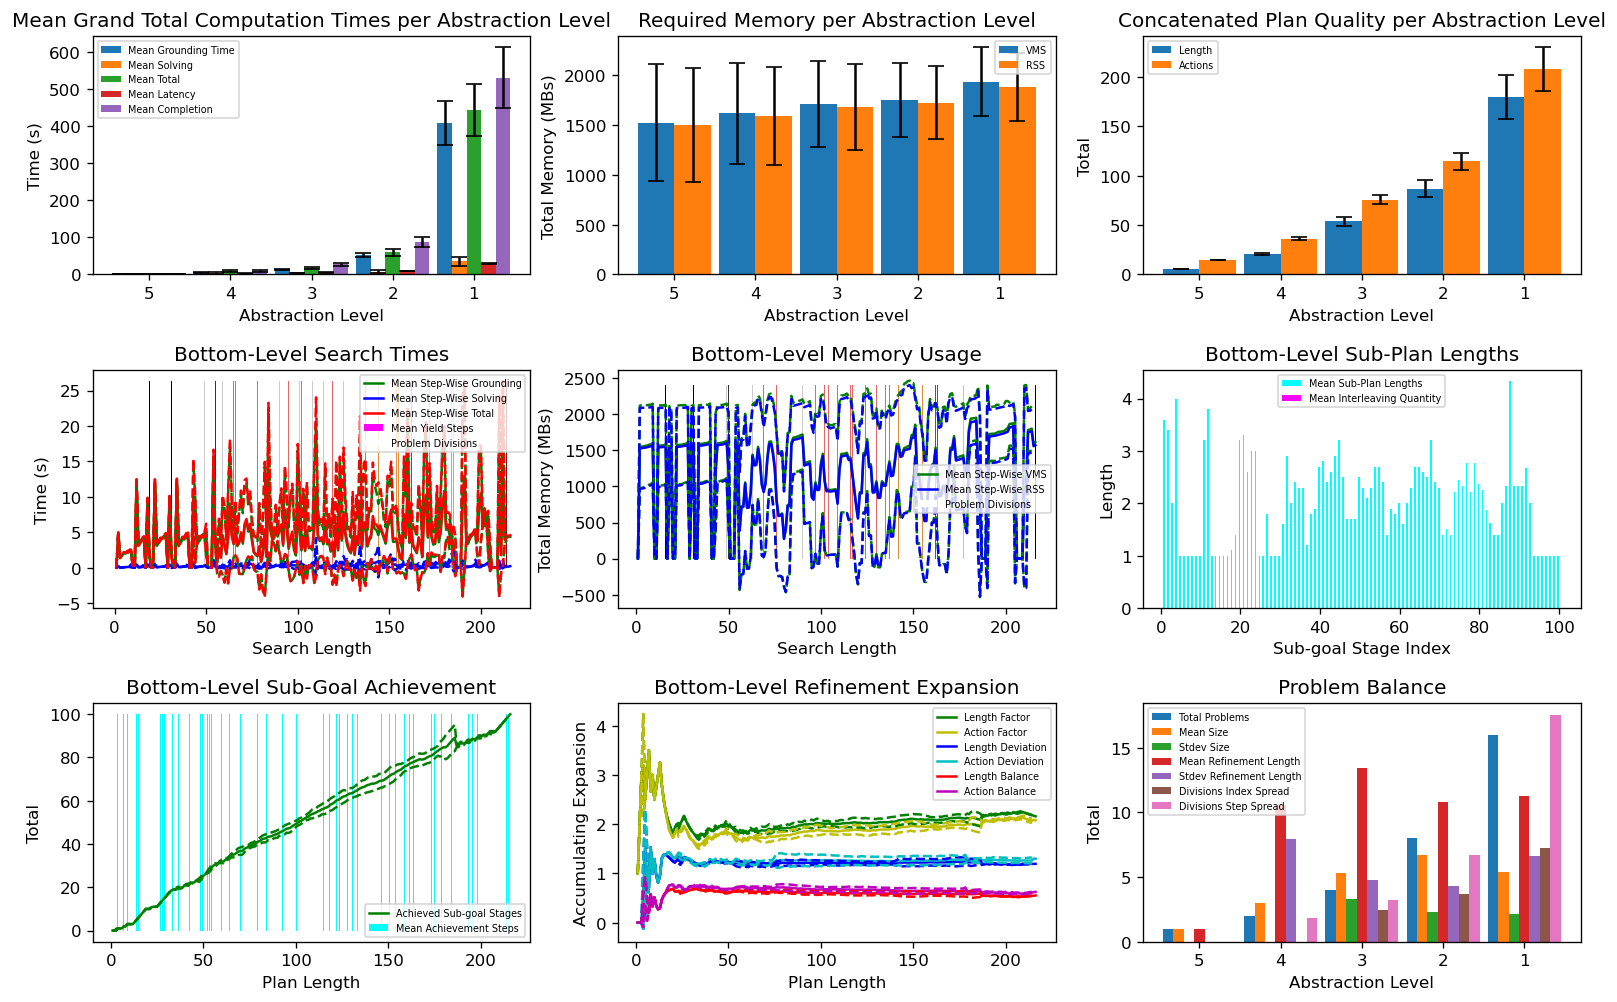 Mean Grand Total Computation Times per Abstraction Level
Time (s)
600
500
400
300
200
100
0
Mean Grounding Time
Mean Solving
Mean Total
Mean Latency
Mean Completion
5 4 3 2 1
Abstraction Level
Required Memory per Abstraction Level
Total Memory (MBs)
2000
1500
1000
500
0
VMS
RSS
5 4 3 2 1
Abstraction Level
Concatenated Plan Quality per Abstraction Level
Total
200
150
100
50
0
Length
Actions
5 4 3 2 1
Abstraction Level
Bottom-Level Search Times
Time (s)
25
20
15
10
5
0
−5
Mean Step-Wise Grounding
Mean Step-Wise Solving
Mean Step-Wise Total
Mean Yield Steps
Problem Divisions
0 50 100 150 200
Search Length
Bottom-Level Memory Usage
Total Memory (MBs)
2500
2000
1500
1000
500
0
−500
Mean Step-Wise VMS
Mean Step-Wise RSS
Problem Divisions
0 50 100 150 200
Search Length
Bottom-Level Sub-Plan Lengths
Length
4
3
2
1
0
Mean Sub-Plan Lengths
Mean Interleaving Quantity
0 20 40 60 80 100
Sub-goal Stage Index
Bottom-Level Sub-Goal Achievement
Total
100
80
60
40
20
0
Achieved Sub-goal Stages
Mean Achievement Steps
0 50 100 150 200
Plan Length
Bottom-Level Refinement Expansion
Accumulating Expansion
4
3
2
1
0
Length Factor
Action Factor
Length Deviation
Action Deviation
Length Balance
Action Balance
0 50 100 150 200
Plan Length
Problem Balance
Total
15
10
5
0
Total Problems
Mean Size
Stdev Size
Mean Refinement Length
Stdev Refinement Length
Divisions Index Spread
Divisions Step Spread
5 4 3 2 1
Abstraction Level